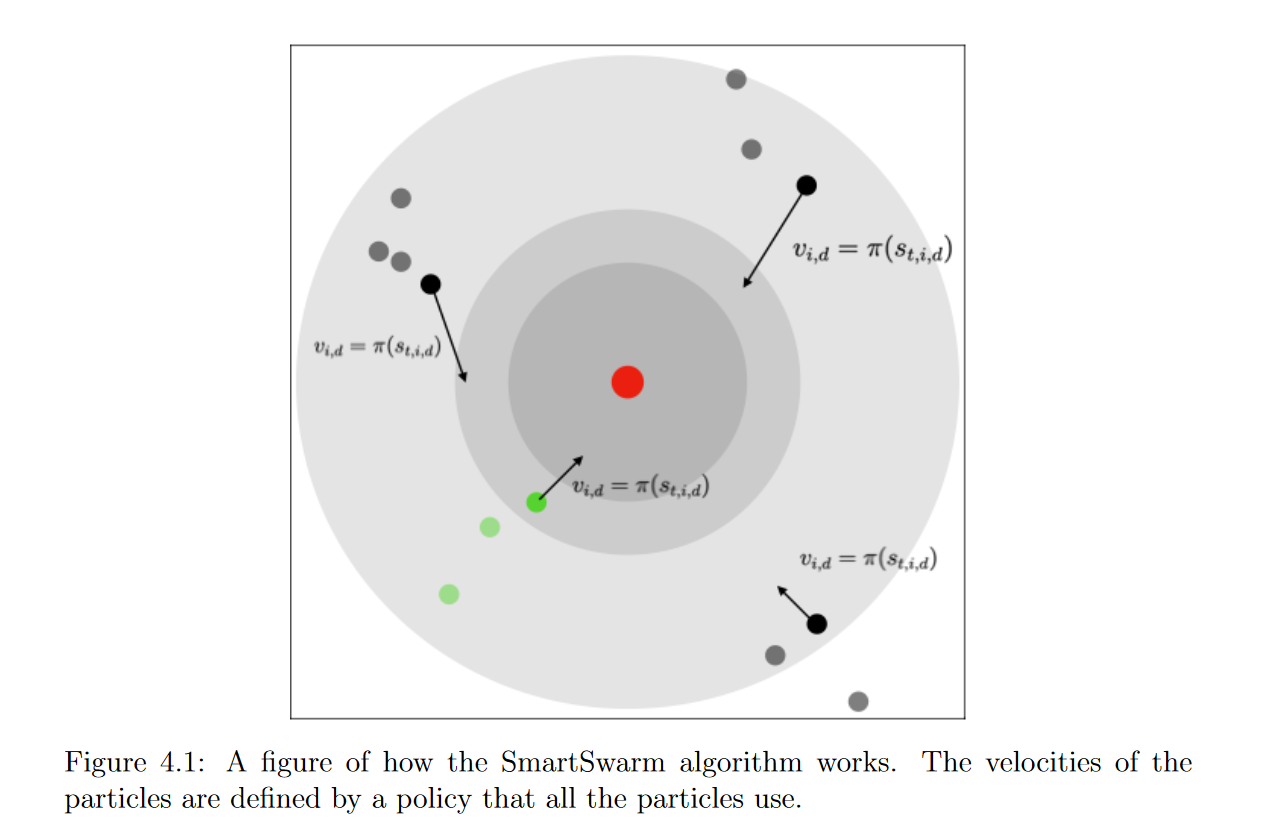 v_{i,d} = π(s_{t,i,d})
v_{i,d} = π(s_{t,i,d})
v_{i,d} = π(s_{t,i,d})
v_{i,d} = π(s_{t,i,d})
Figure 4.1: A figure of how the SmartSwarm algorithm works. The velocities of the
particles are defined by a policy that all the particles use.